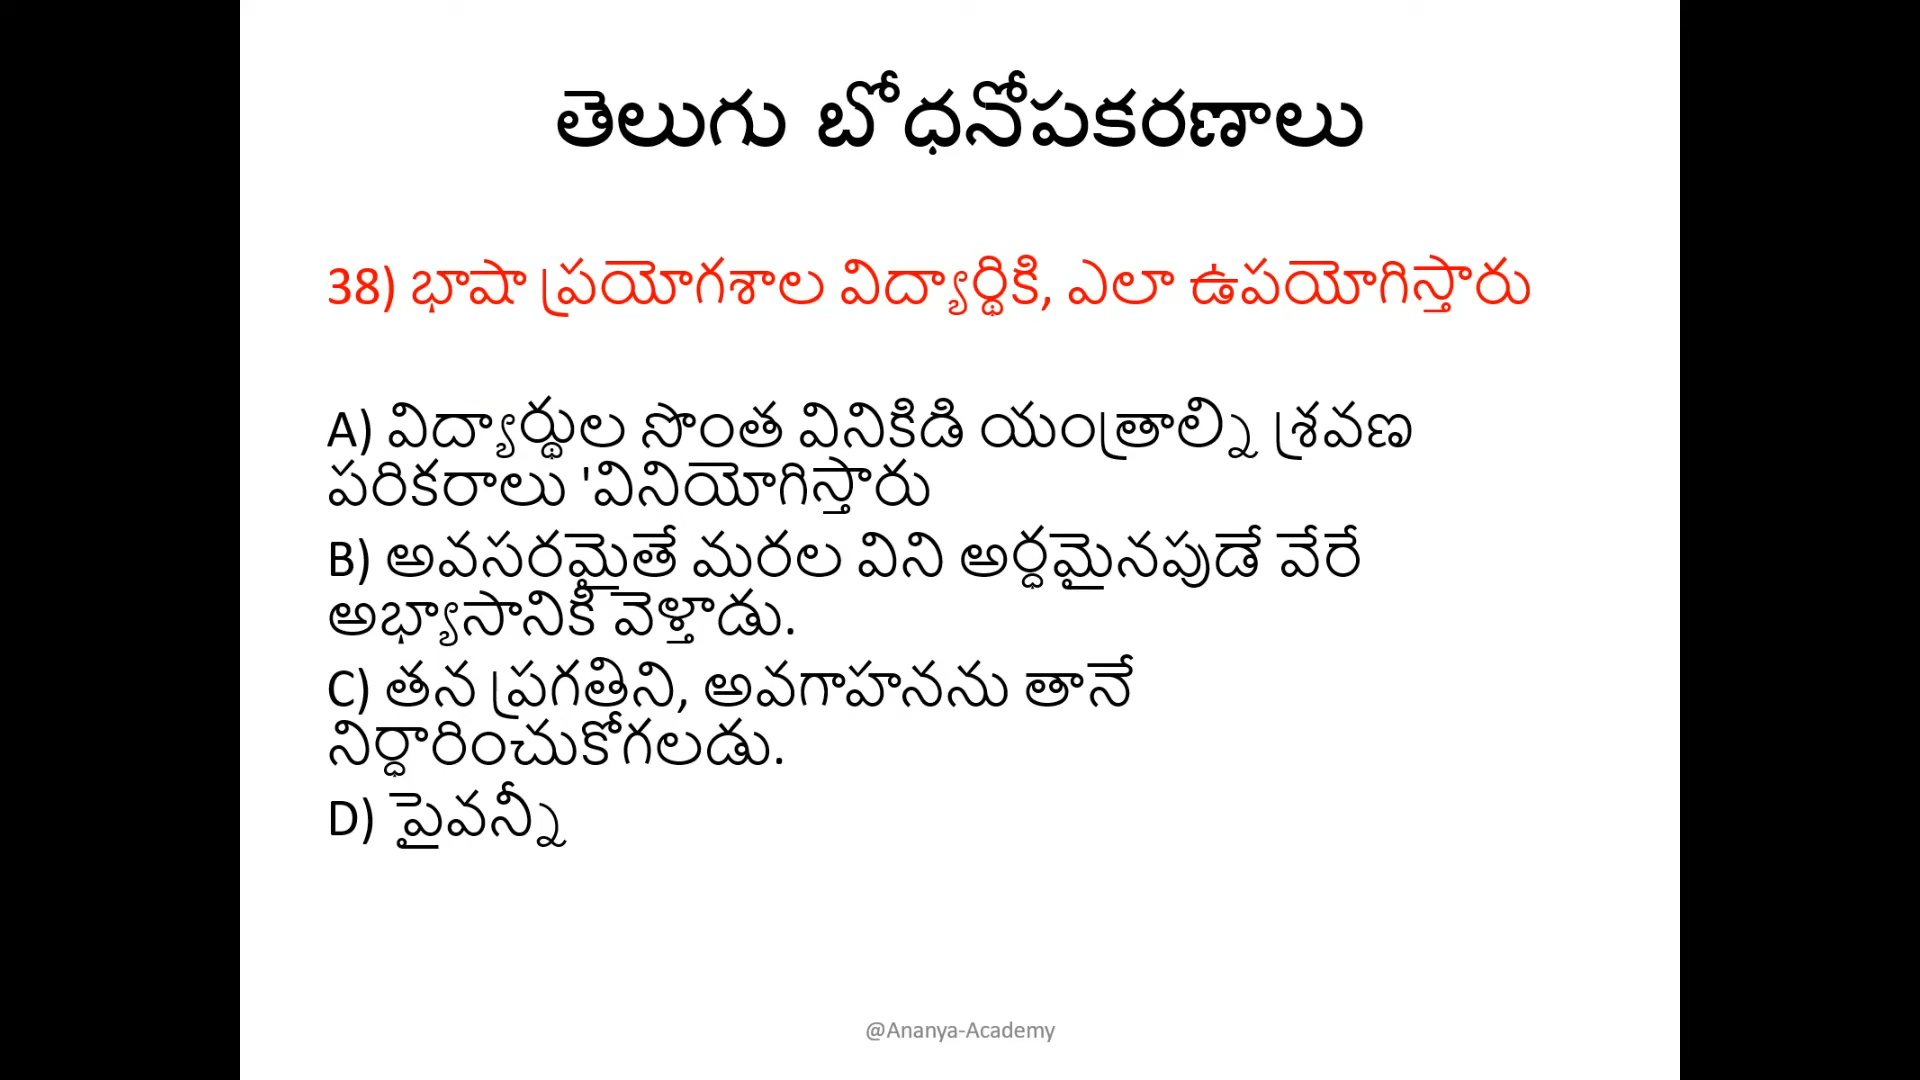 తెలుగు బోధనోపకరణాలు
38) భాషా ప్రయోగశాల విద్యార్థికి, ఎలా ఉపయోగిస్తారు
A) విద్యార్థుల సొంత వినికిడి యంత్రాల్ని శ్రవణ
పరికరాలు 'వినియోగిస్తారు
B) అవసరమైతే మరల విని అర్ధమైనపుడే వేరే
అభ్యాసానికి వెళ్తాడు.
C) తన ప్రగతిని, అవగాహనను తానే
నిర్ధారించుకోగలడు.
D) పైవన్నీ
@Ananya-Academy